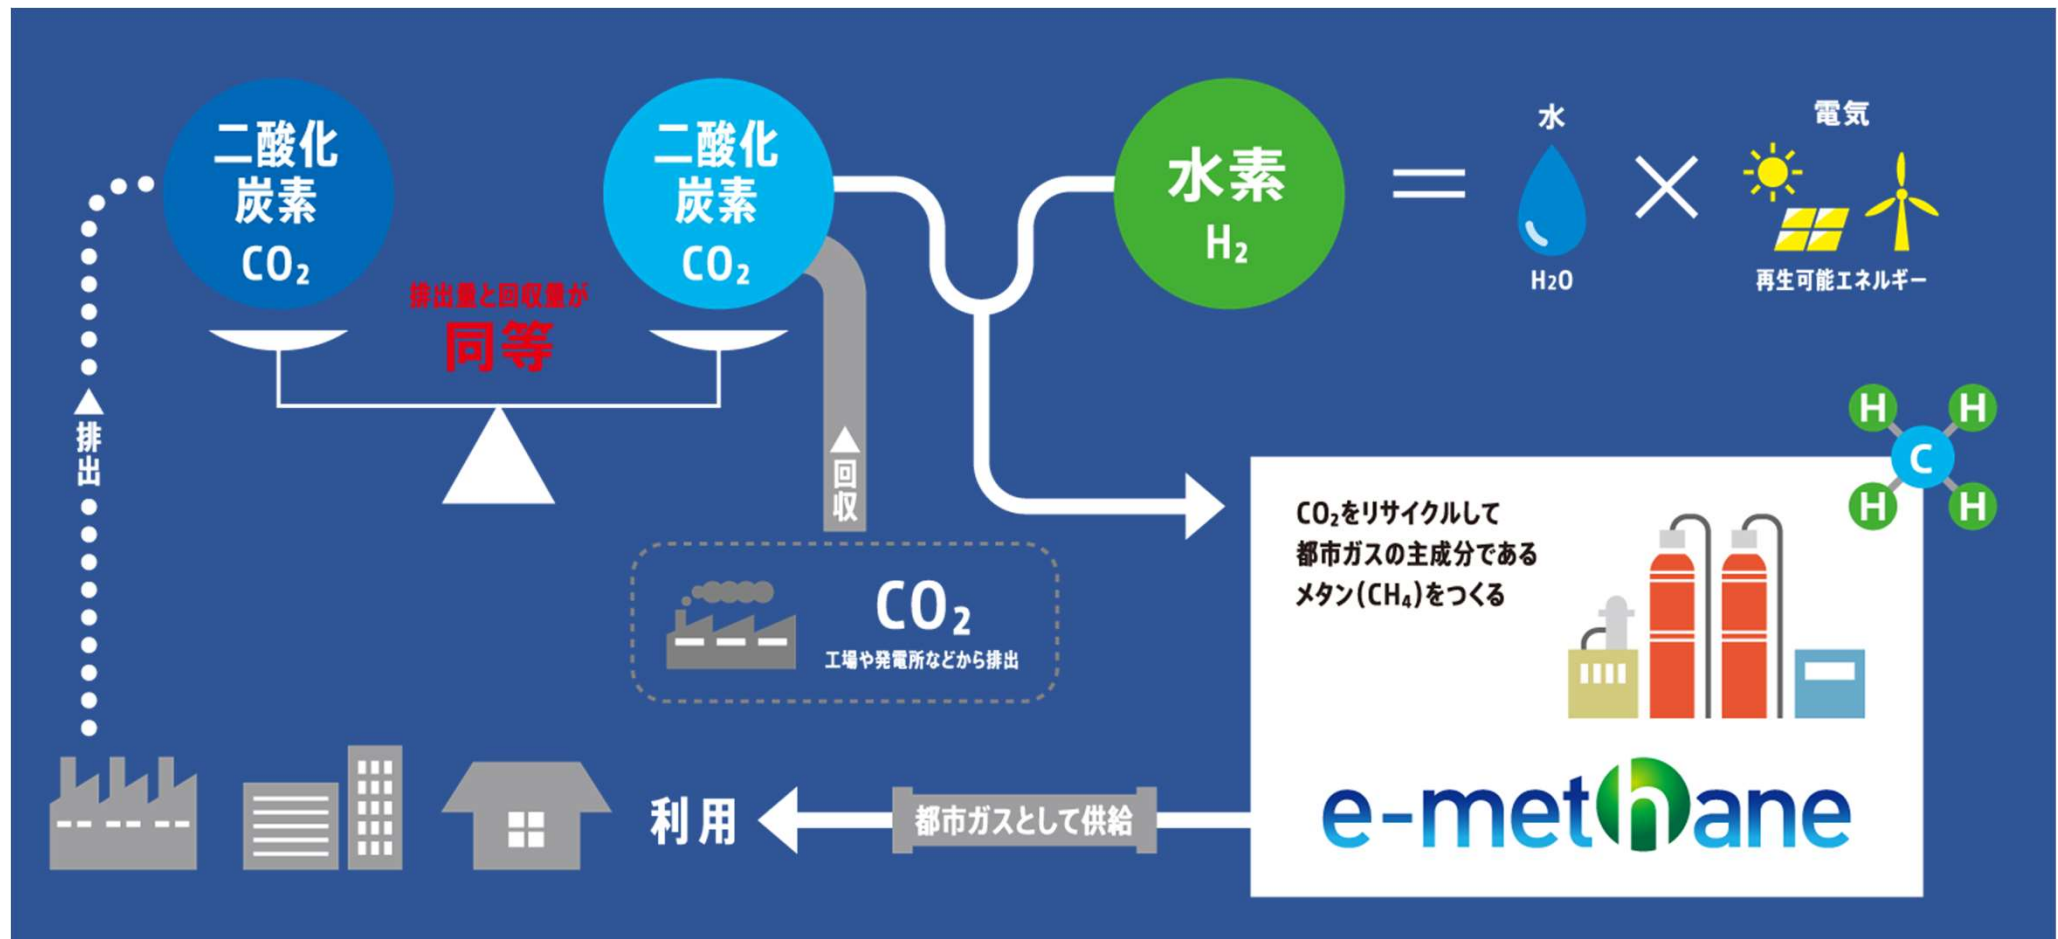 二酸化
炭素
CO₂
二酸化
炭素
CO₂
水素
H₂
水
H₂O
電気
再生可能エネルギー
排出量と回収量が
同等
排出
回収
CO₂
工場や発電所などから排出
H
H
C
H
H
CO₂をリサイクルして
都市ガスの主成分である
メタン(CH₄)をつくる
e-methane
都市ガスとして供給
利用